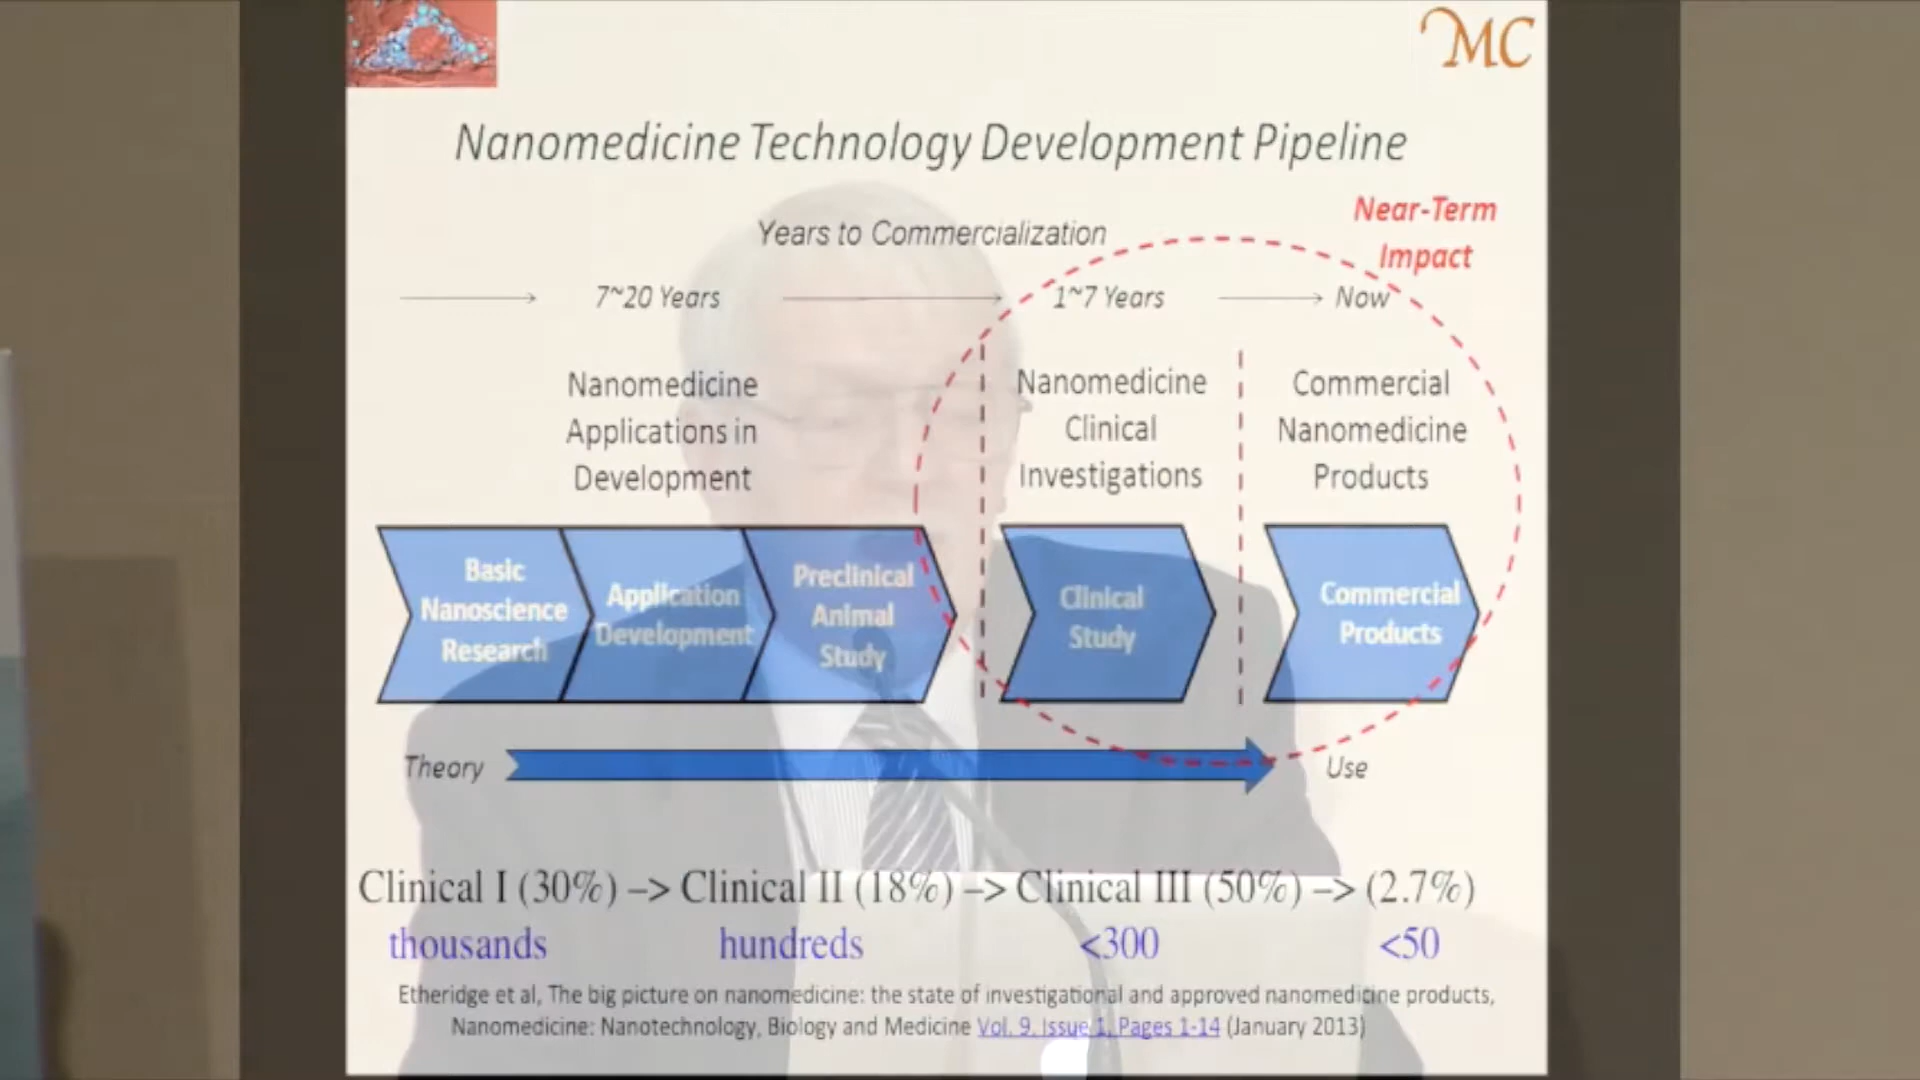 MC
Nanomedicine Technology Development Pipeline
Near-Term
Impact
Years to Commercialization
7~20 Years
1~7 Years
Now
Nanomedicine
Applications in
Development
Nanomedicine
Clinical
Investigations
Commercial
Nanomedicine
Products
Basic
Nanoscience
Research
Application
Development
Preclinical
Animal
Study
Clinical
Study
Commercial
Products
Theory
Use
Clinical I (30%) –> Clinical II (18%) –> Clinical III (50%) –> (2.7%)
thousands hundreds <300 <50
Etheridge et al, The big picture on nanomedicine: the state of investigational and approved nanomedicine products,
Nanomedicine: Nanotechnology, Biology and Medicine Vol. 9, Issue 1, Pages 1-14 (January 2013)